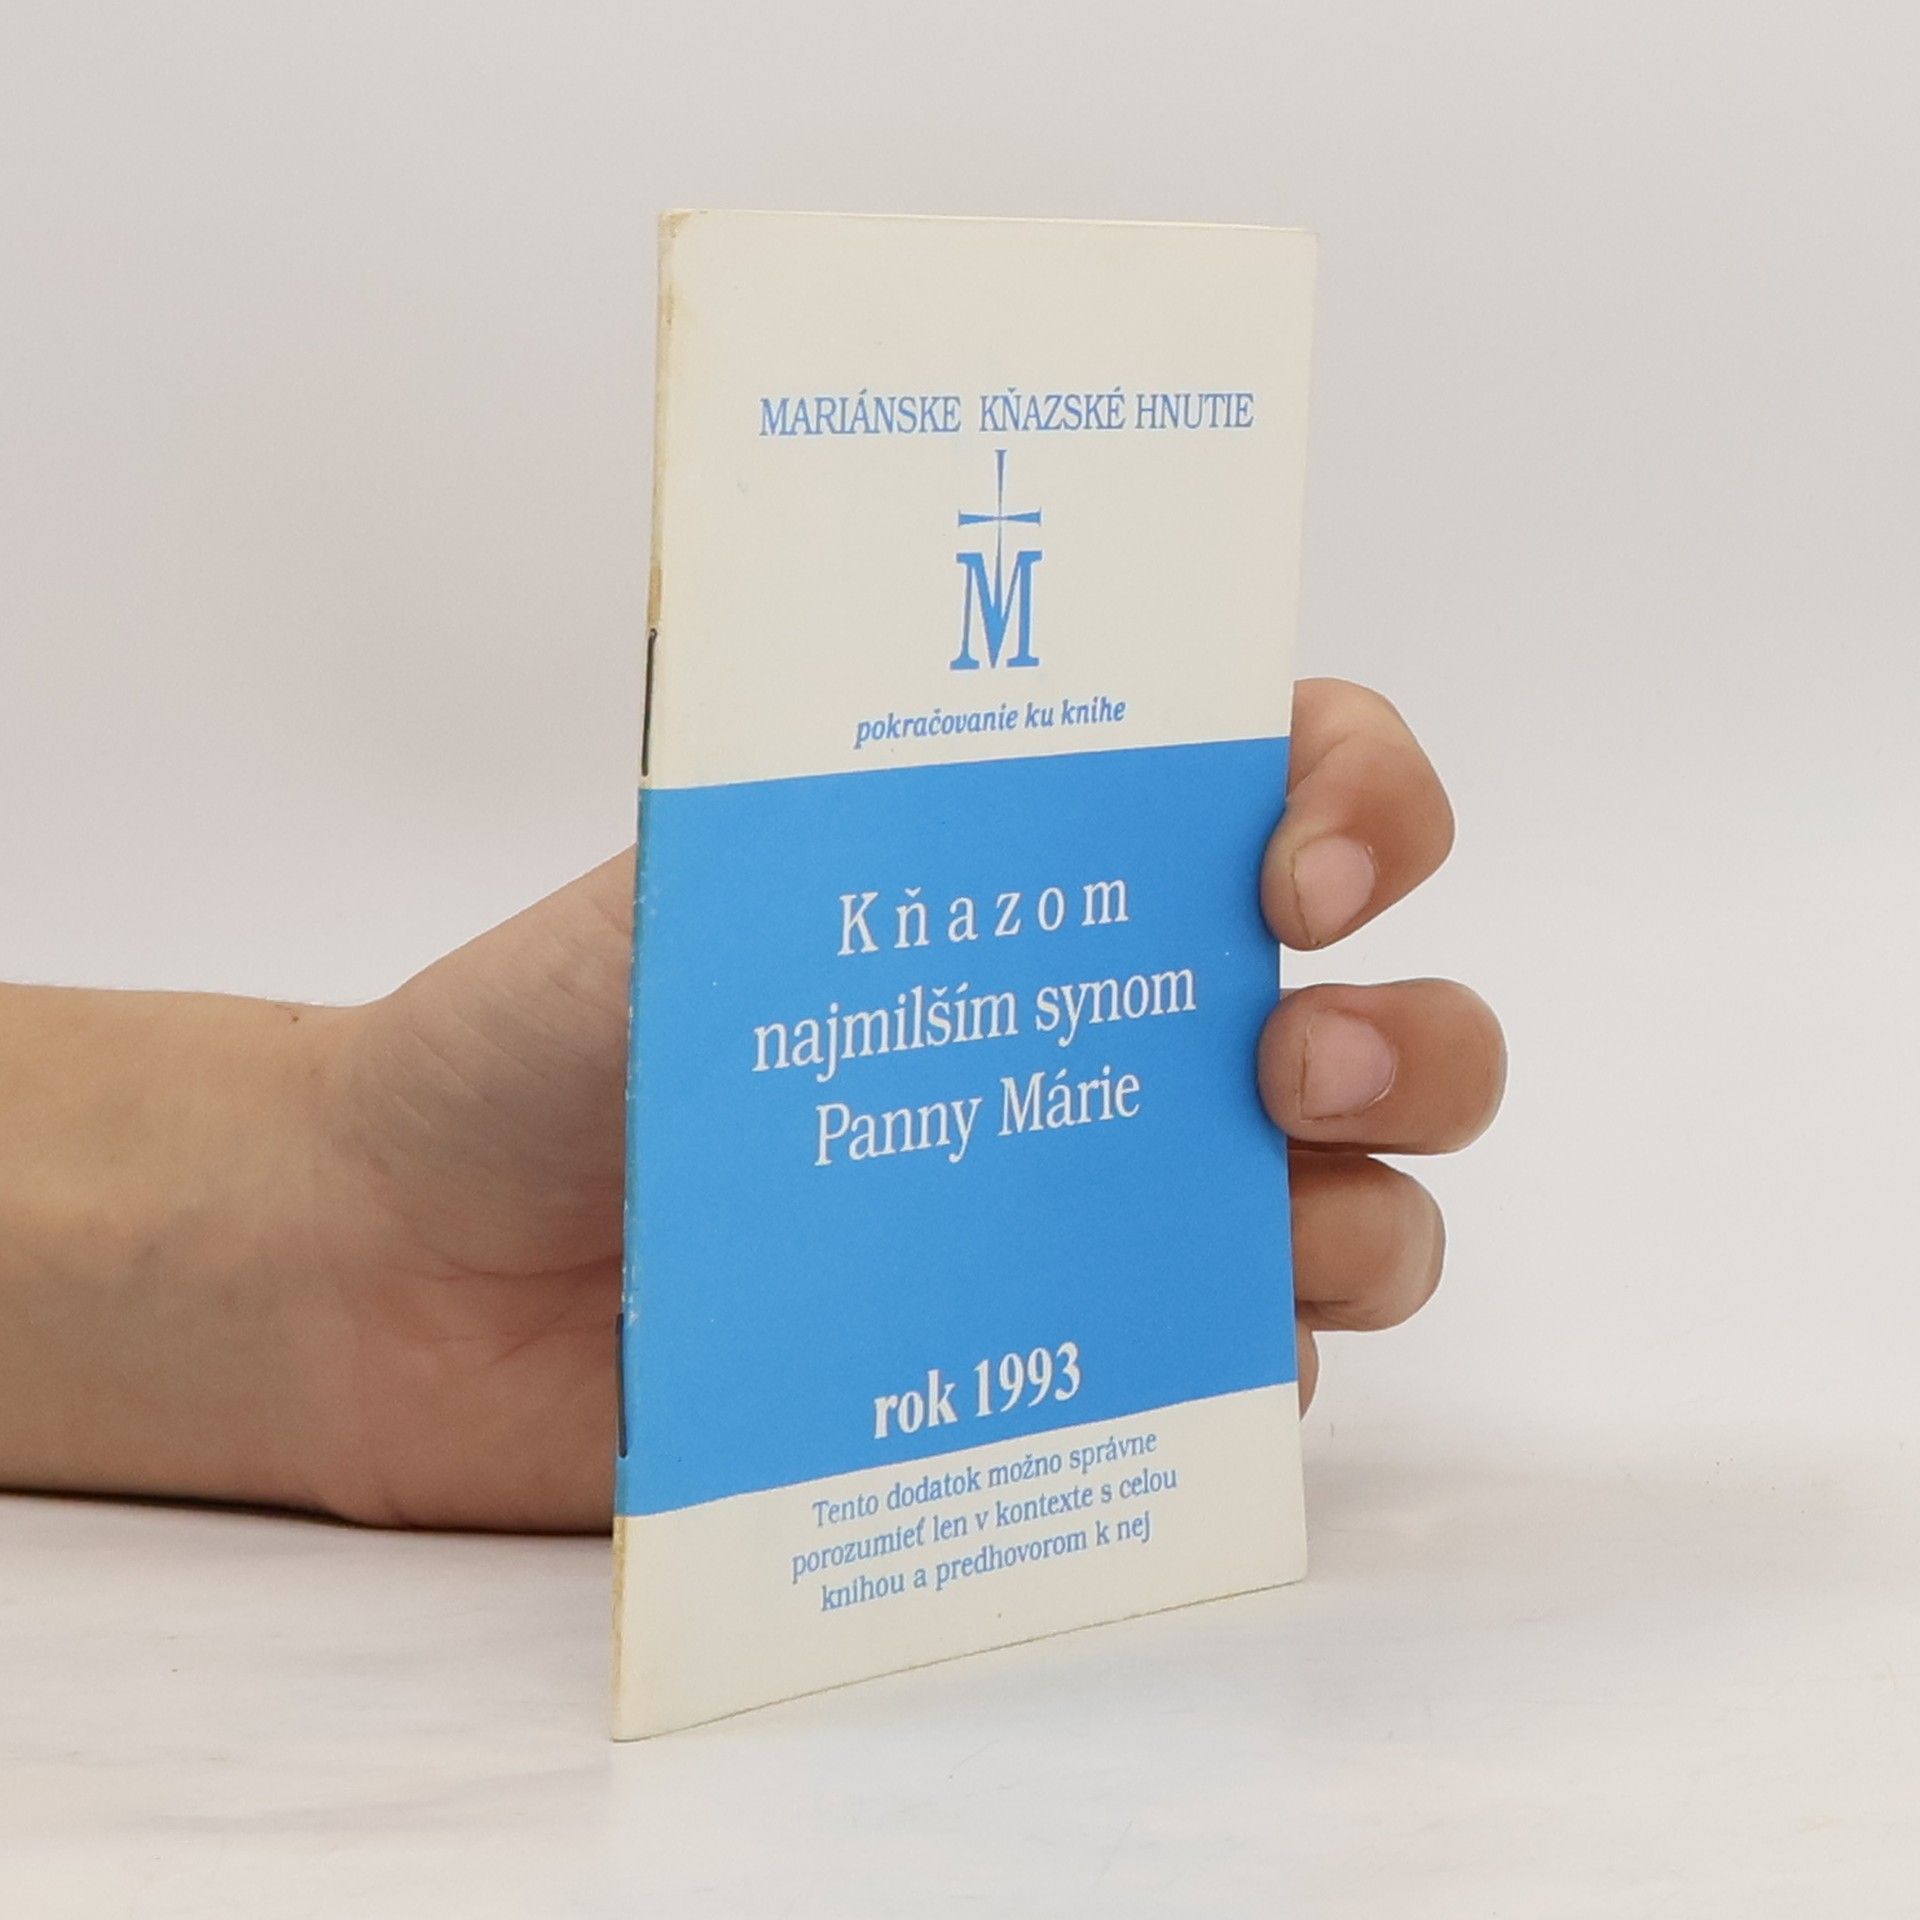 MARIÁNSKE KŇAZSKÉ HNUTIE
M
pokračovanie ku knihe
Kňazom
najmilším synom
Panny Márie
rok 1993
Tento dodatok možno správne
porozumieť len v kontexte s celou
knihou a predhovorom k nej